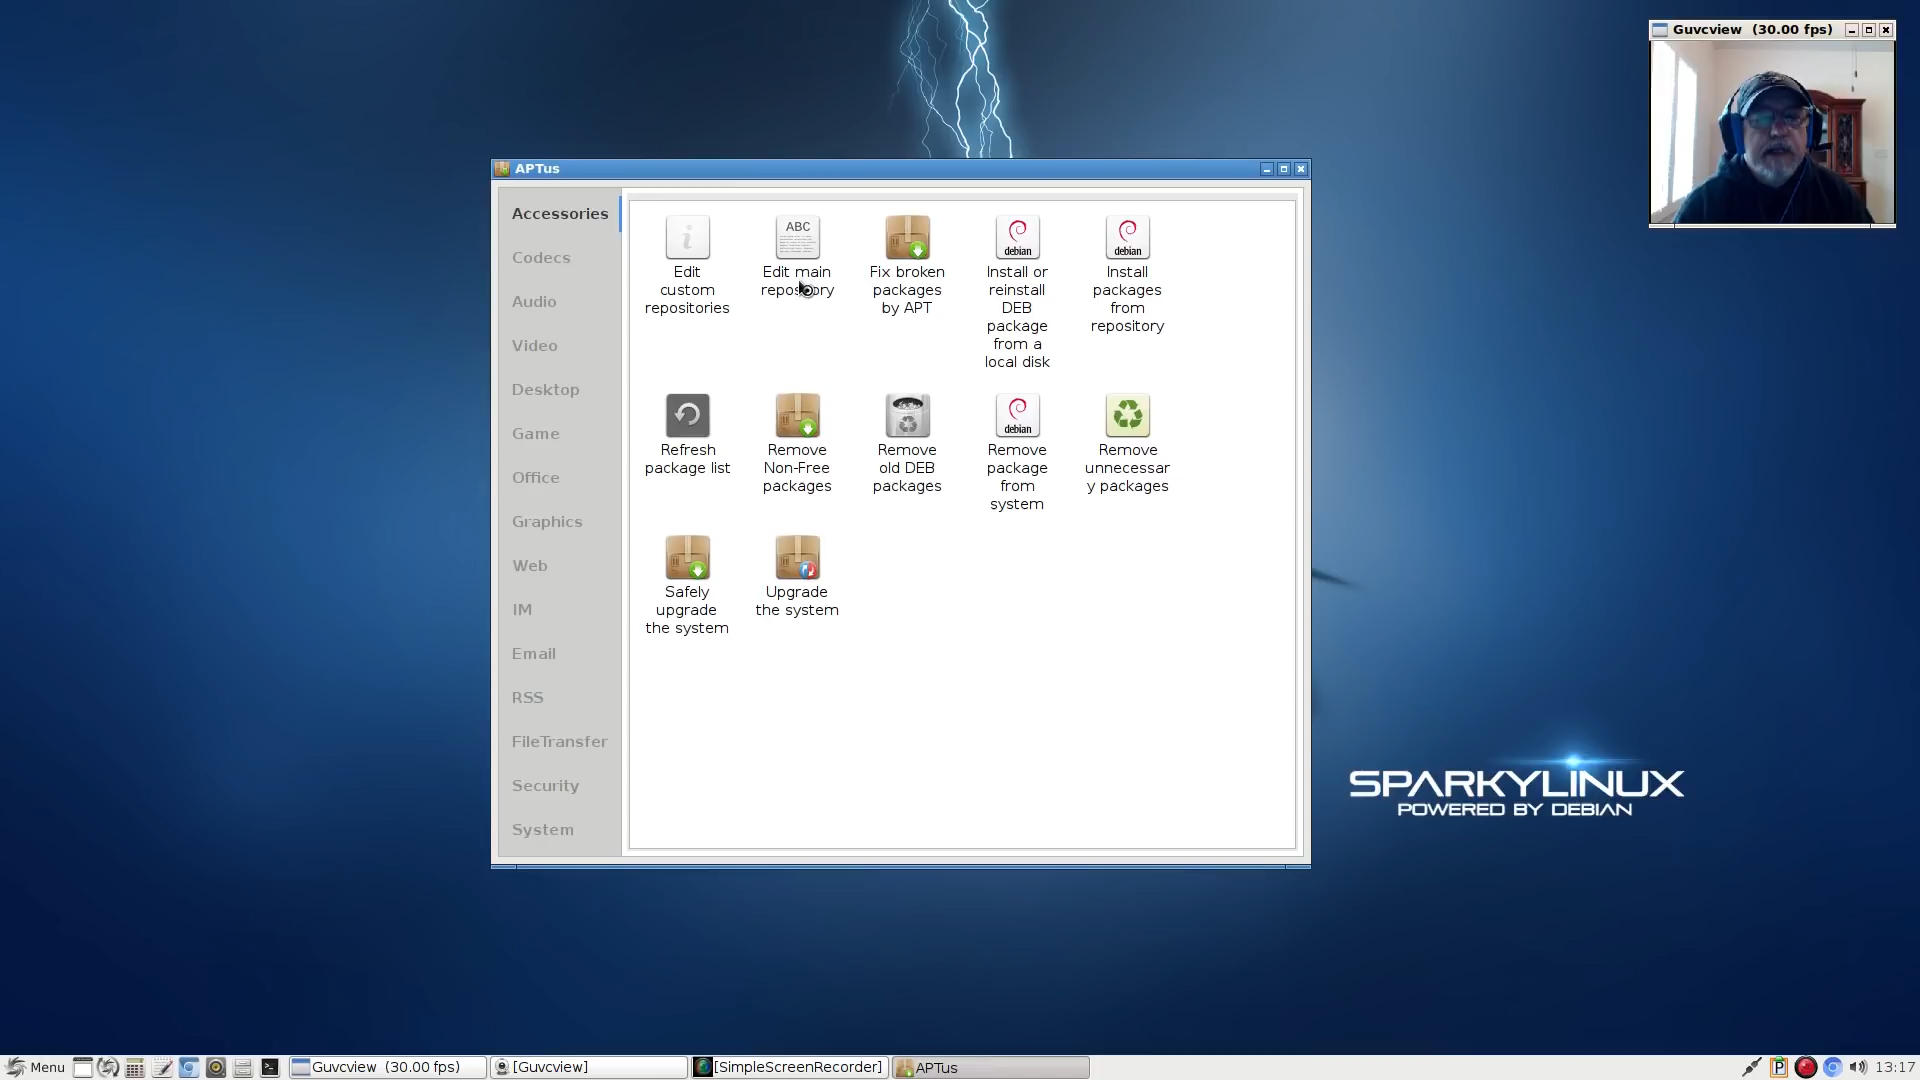 Guvcview (30.00 fps)
APTus
Accessories
Codecs
Audio
Video
Desktop
Game
Office
Graphics
Web
IM
Email
RSS
FileTransfer
Security
System
Edit
custom
repositories
ABC
Edit main
repository
Fix broken
packages
by APT
debian
Install or
reinstall
DEB
package
from a
local disk
debian
Install
packages
from
repository
Refresh
package list
Remove
Non-Free
packages
Remove
old DEB
packages
debian
Remove
package
from
system
Remove
unnecessar
y packages
Safely
upgrade
the system
Upgrade
the system
SPARKYLINUX
POWERED BY DEBIAN
Menu
Guvcview (30.00 fps)
[Guvcview]
[SimpleScreenRecorder]
APTus
P
13:17